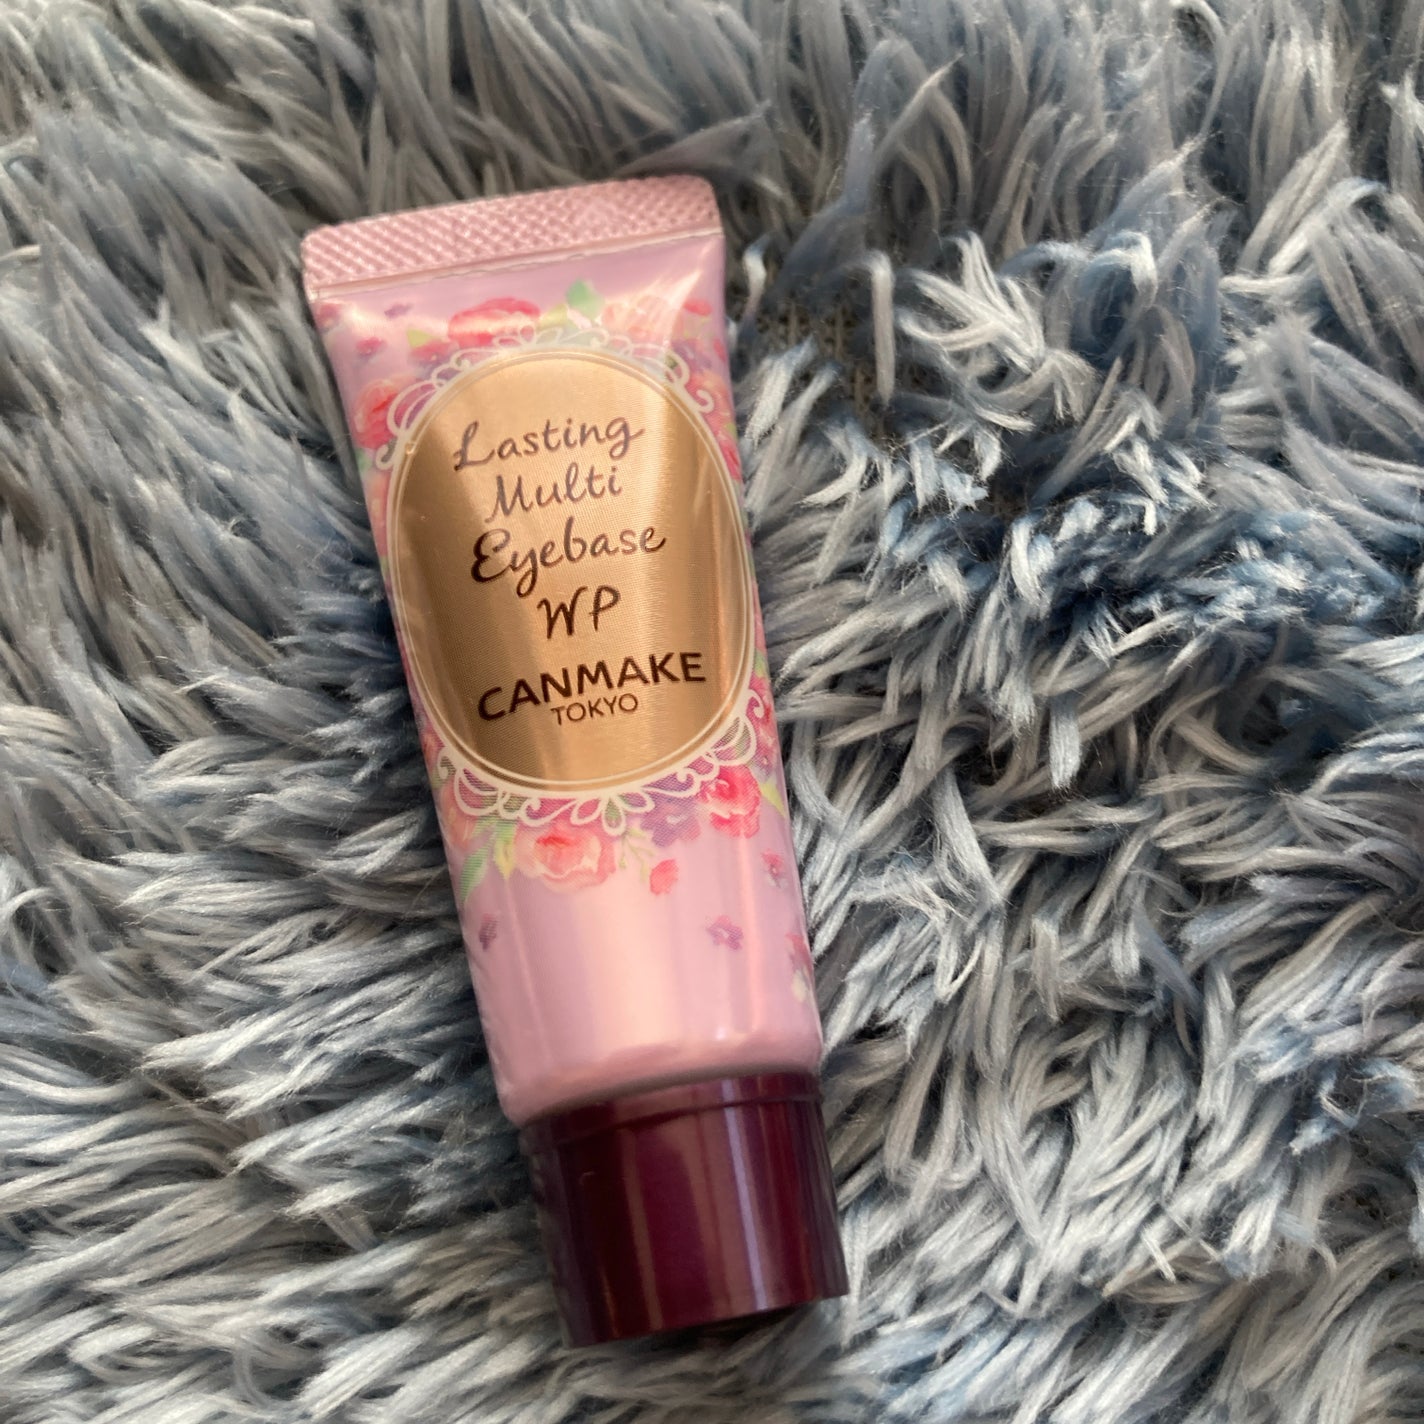 Lasting
Multi
Eyebase
WP
CANMAKE
TOKYO